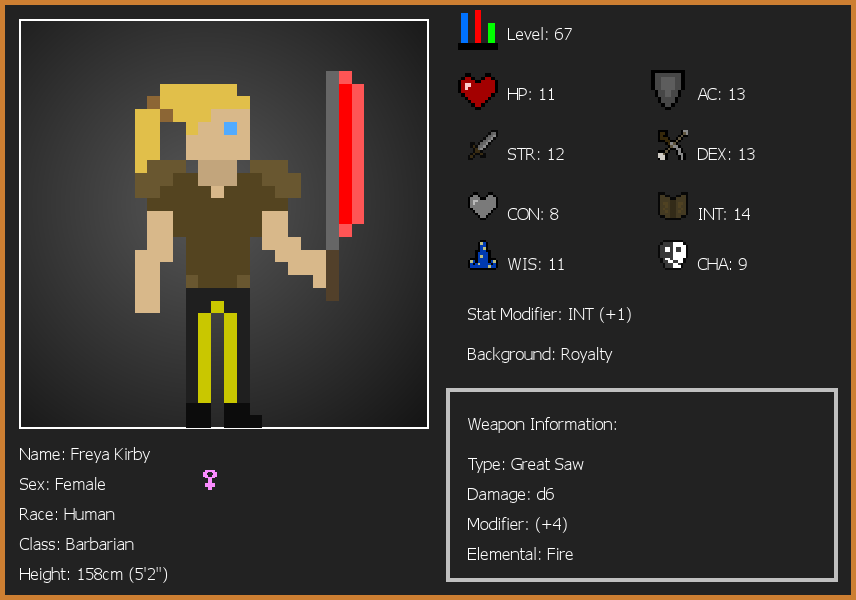 Level: 67
HP: 11
AC: 13
STR: 12
DEX: 13
CON: 8
INT: 14
WIS: 11
CHA: 9
Stat Modifier: INT (+1)
Background: Royalty
Weapon Information:
Type: Great Saw
Damage: d6
Modifier: (+4)
Elemental: Fire
Name: Freya Kirby
Sex: Female
Race: Human
Class: Barbarian
Height: 158cm (5'2")